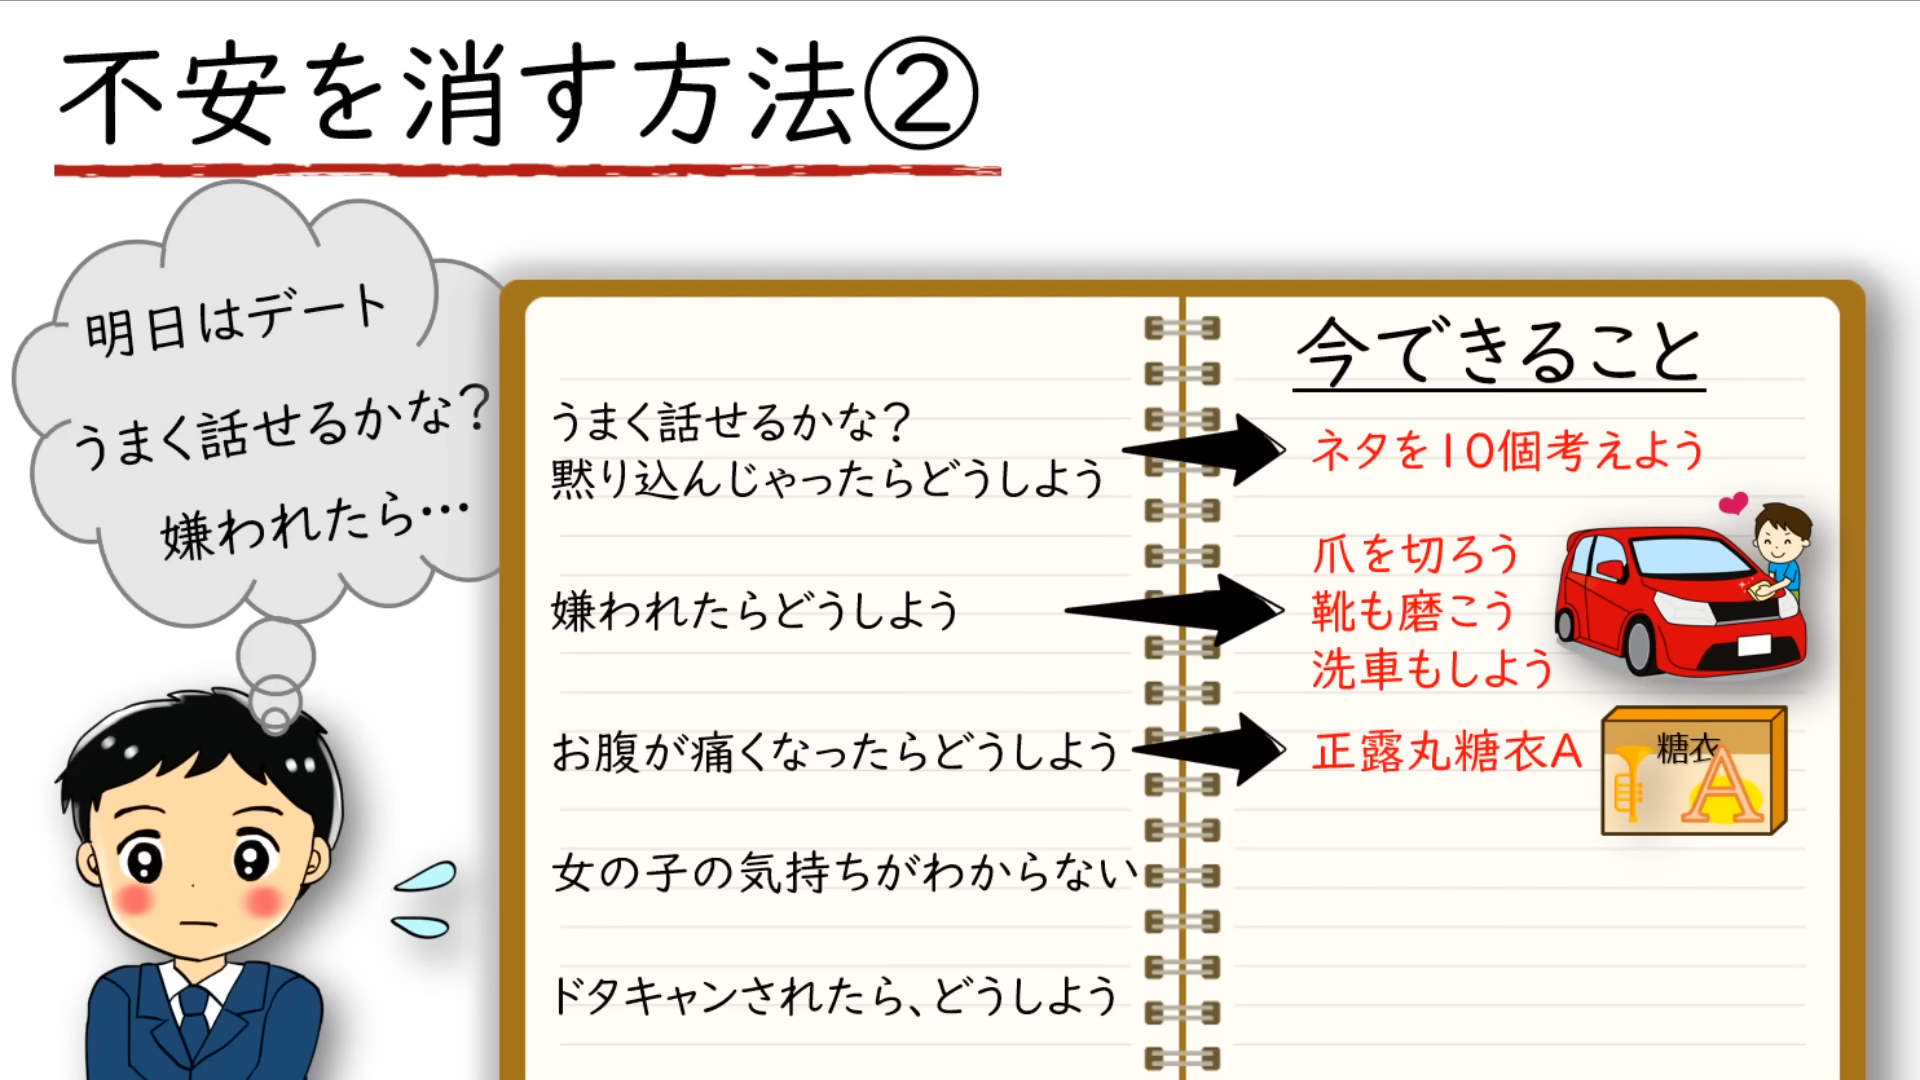 不安を消す方法②
明日はデート
うまく話せるかな?
嫌われたら…
今できること
うまく話せるかな?
黙り込んじゃったらどうしよう
ネタを10個考えよう
嫌われたらどうしよう
爪を切ろう
靴も磨こう
洗車もしよう
お腹が痛くなったらどうしよう
正露丸糖衣A
糖衣
A
女の子の気持ちがわからない
ドタキャンされたら、どうしよう